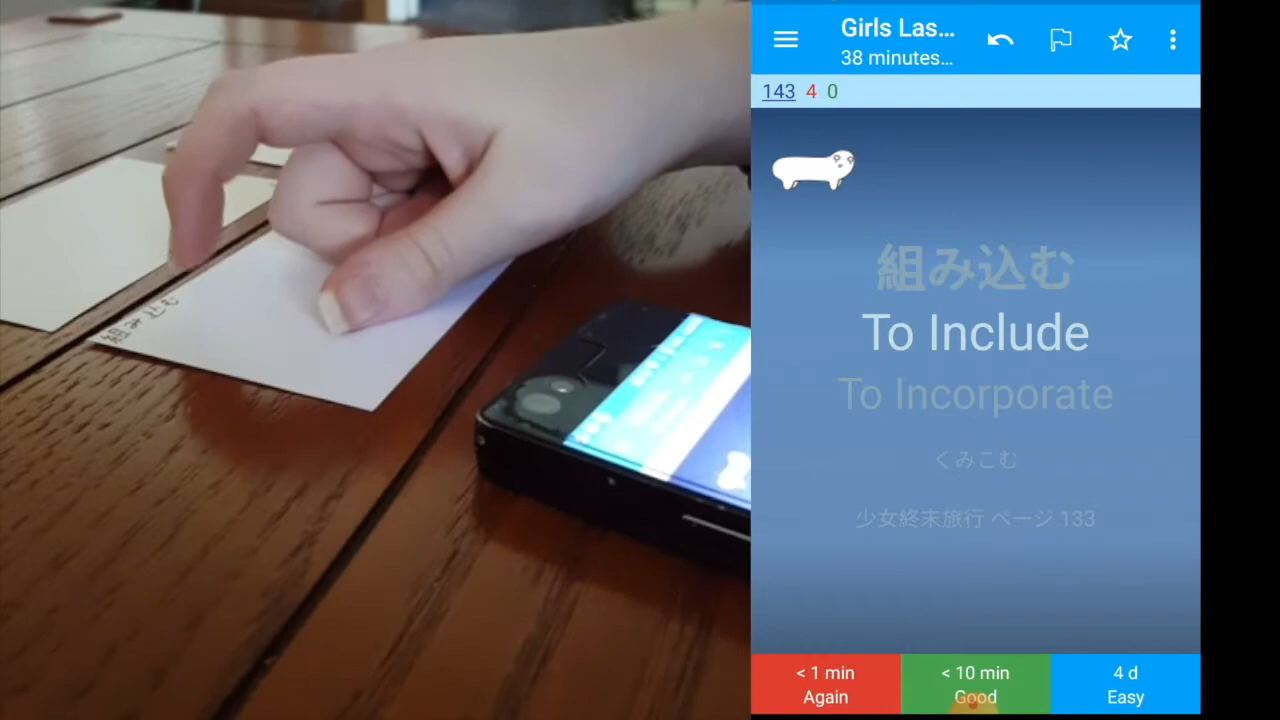 組み込む
Girls Las...
38 minutes...
143 4 0
組み込む
To Include
To Incorporate
くみこむ
少女終末旅行 ページ 133
< 1 min
Again
< 10 min
Good
4 d
Easy